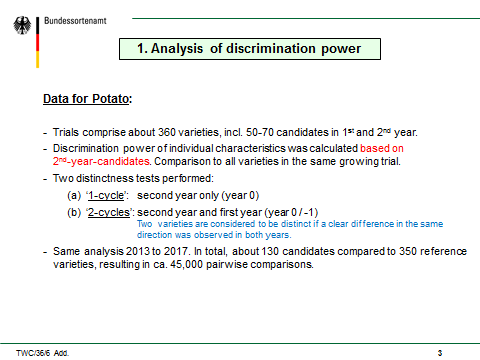 Bundessortenamt
1. Analysis of discrimination power
Data for Potato:
- Trials comprise about 360 varieties, incl. 50-70 candidates in 1st and 2nd year.
- Discrimination power of individual characteristics was calculated based on
2nd-year-candidates. Comparison to all varieties in the same growing trial.
- Two distinctness tests performed:
(a) ‘1-cycle’: second year only (year 0)
(b) ‘2-cycles’: second year and first year (year 0 / -1)
Two varieties are considered to be distinct if a clear difference in the same
direction was observed in both years.
- Same analysis 2013 to 2017. In total, about 130 candidates compared to 350 reference
varieties, resulting in ca. 45,000 pairwise comparisons.
TWC/36/6 Add. 3